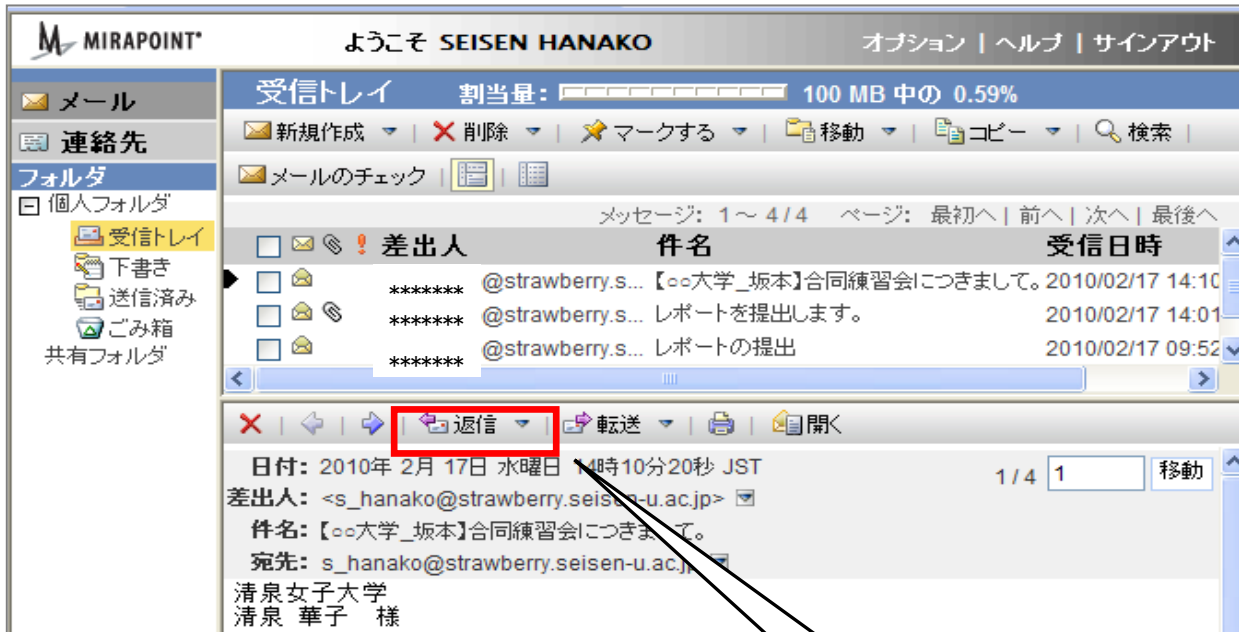 MIRAPOINT
ようこそ SEISEN HANAKO
オプション | ヘルプ | サインアウト
メール
連絡先
フォルダ
個人フォルダ
受信トレイ
下書き
送信済み
ごみ箱
共有フォルダ
受信トレイ 割当量: 100 MB 中の 0.59%
新規作成 | 削除 | マークする | 移動 | コピー | 検索 |
メールのチェック | |
メッセージ: 1~ 4/4 ページ: 最初へ | 前へ | 次へ | 最後へ
差出人 件名 受信日時
******* @strawberry.s... 【○○大学_坂本】合同練習会につきまして。 2010/02/17 14:10
******* @strawberry.s... レポートを提出します。 2010/02/17 14:01
******* @strawberry.s... レポートの提出 2010/02/17 09:52
| | | 返信 | 転送 | | 開く
日付: 2010年 2月 17日 水曜日 14時10分20秒 JST
1/4 1 移動
差出人: <s_hanako@strawberry.seisen-u.ac.jp>
件名: 【○○大学_坂本】合同練習会につきまして。
宛先: s_hanako@strawberry.seisen-u.ac.jp
清泉女子大学
清泉 華子 様